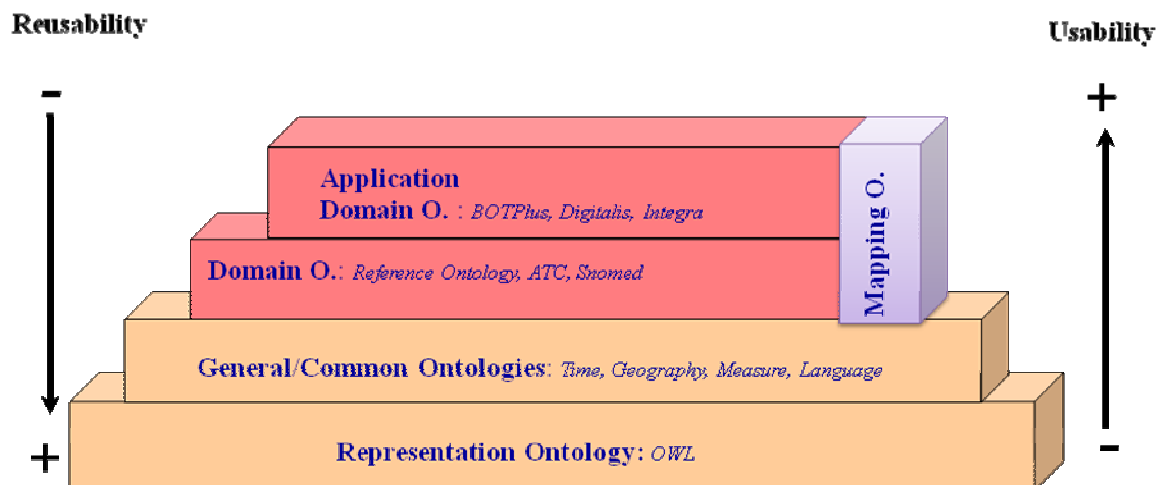 Reusability
Usability
-
+
Application
Domain O. : BOTPlus, Digitalis, Integra
Mapping O.
Domain O.: Reference Ontology, ATC, Snomed
General/Common Ontologies: Time, Geography, Measure, Language
+
-
Representation Ontology: OWL